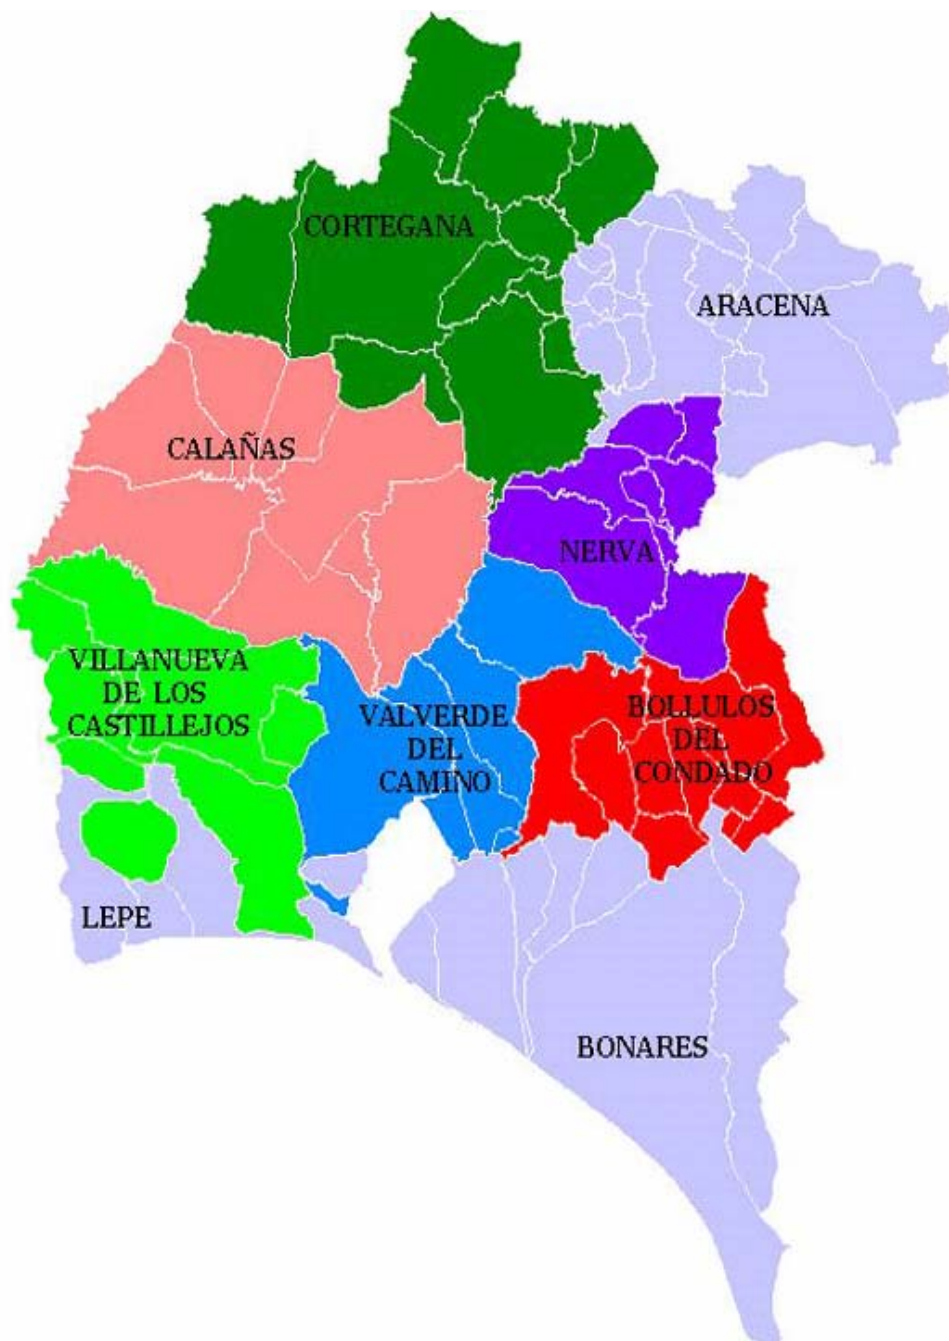 CORTEGANA
ARACENA
CALAÑAS
NERVA
VILLANUEVA
DE LOS
CASTILLEJOS
VALVERDE
DEL
CAMINO
BOLLULOS
DEL
CONDADO
LEPE
BONARES